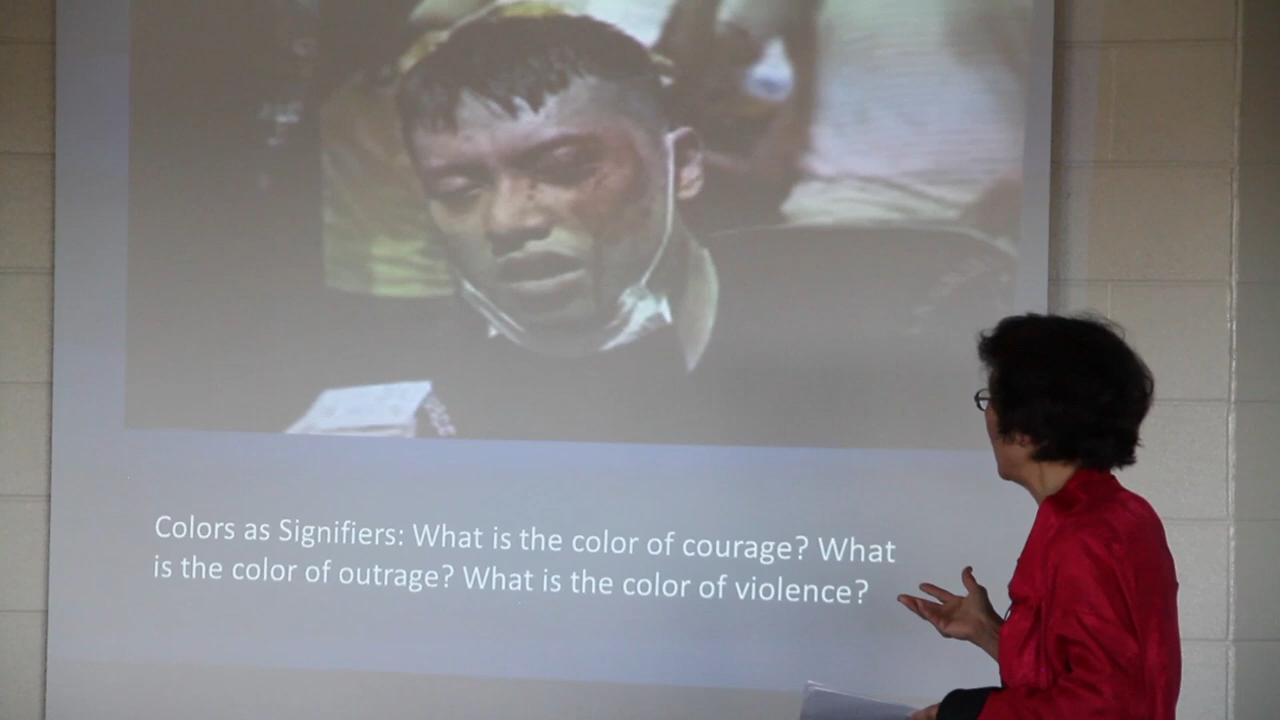 Colors as Signifiers: What is the color of courage? What
is the color of outrage? What is the color of violence?